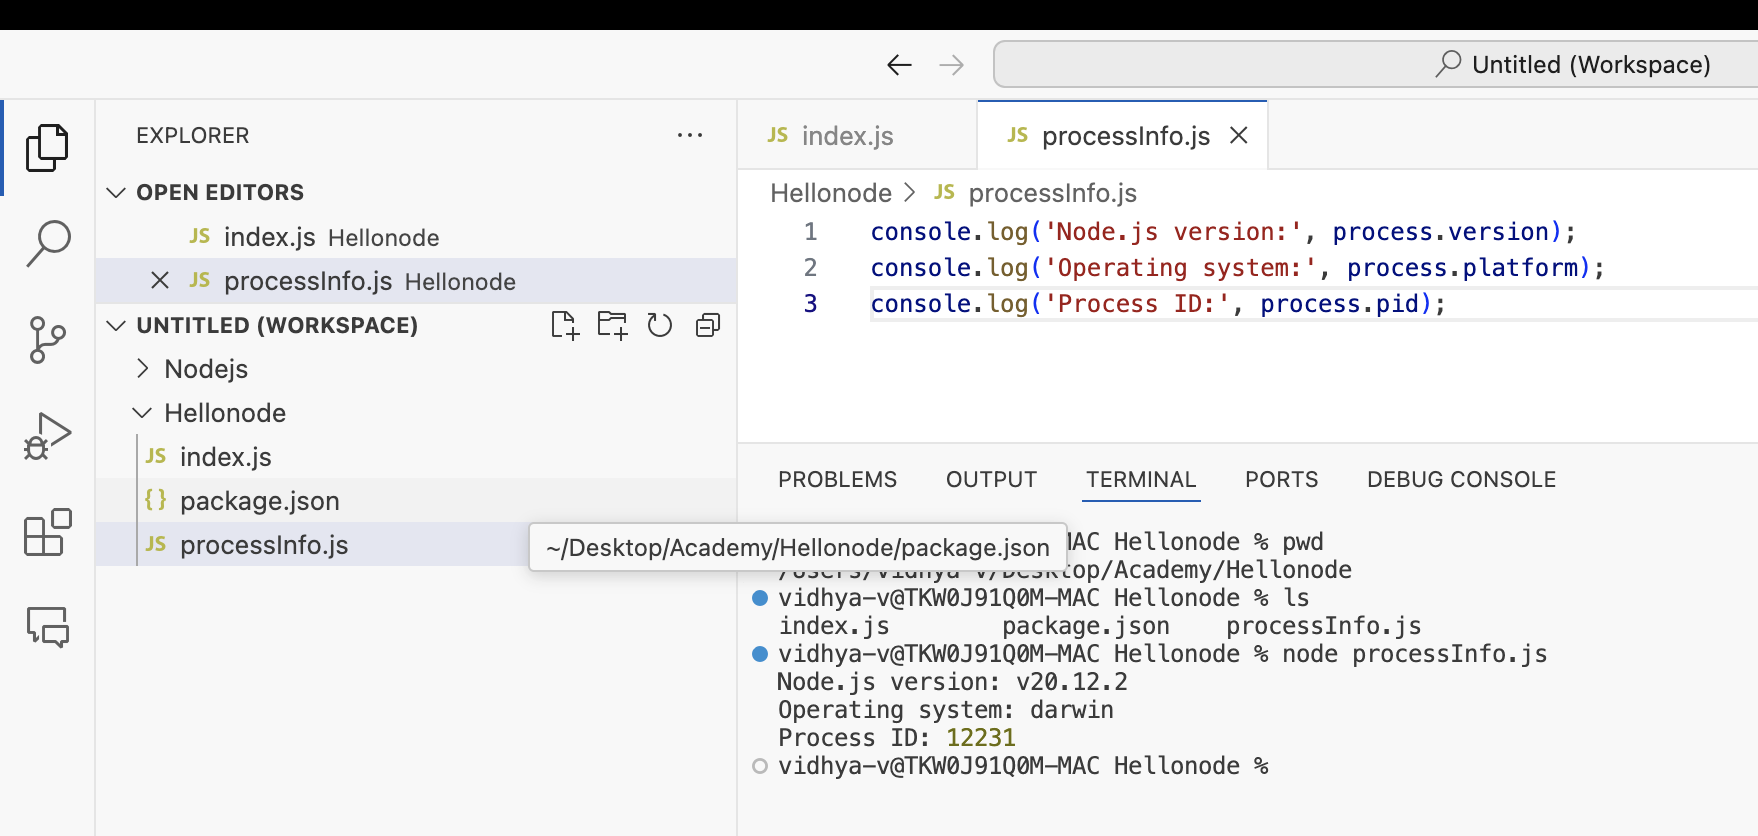 Untitled (Workspace)
EXPLORER
OPEN EDITORS
JS index.js Hellonode
JS processInfo.js Hellonode
UNTITLED (WORKSPACE)
Nodejs
Hellonode
JS index.js
{} package.json
JS processInfo.js
~/Desktop/Academy/Hellonode/package.json
JS index.js
JS processInfo.js
Hellonode > JS processInfo.js
1 console.log('Node.js version:', process.version);
2 console.log('Operating system:', process.platform);
3 console.log('Process ID:', process.pid);
PROBLEMS OUTPUT TERMINAL PORTS DEBUG CONSOLE
MAC Hellonode % pwd
/Users/vidhya-v/Desktop/Academy/Hellonode
vidhya-v@TKW0J91Q0M-MAC Hellonode % ls
index.js package.json processInfo.js
vidhya-v@TKW0J91Q0M-MAC Hellonode % node processInfo.js
Node.js version: v20.12.2
Operating system: darwin
Process ID: 12231
vidhya-v@TKW0J91Q0M-MAC Hellonode %